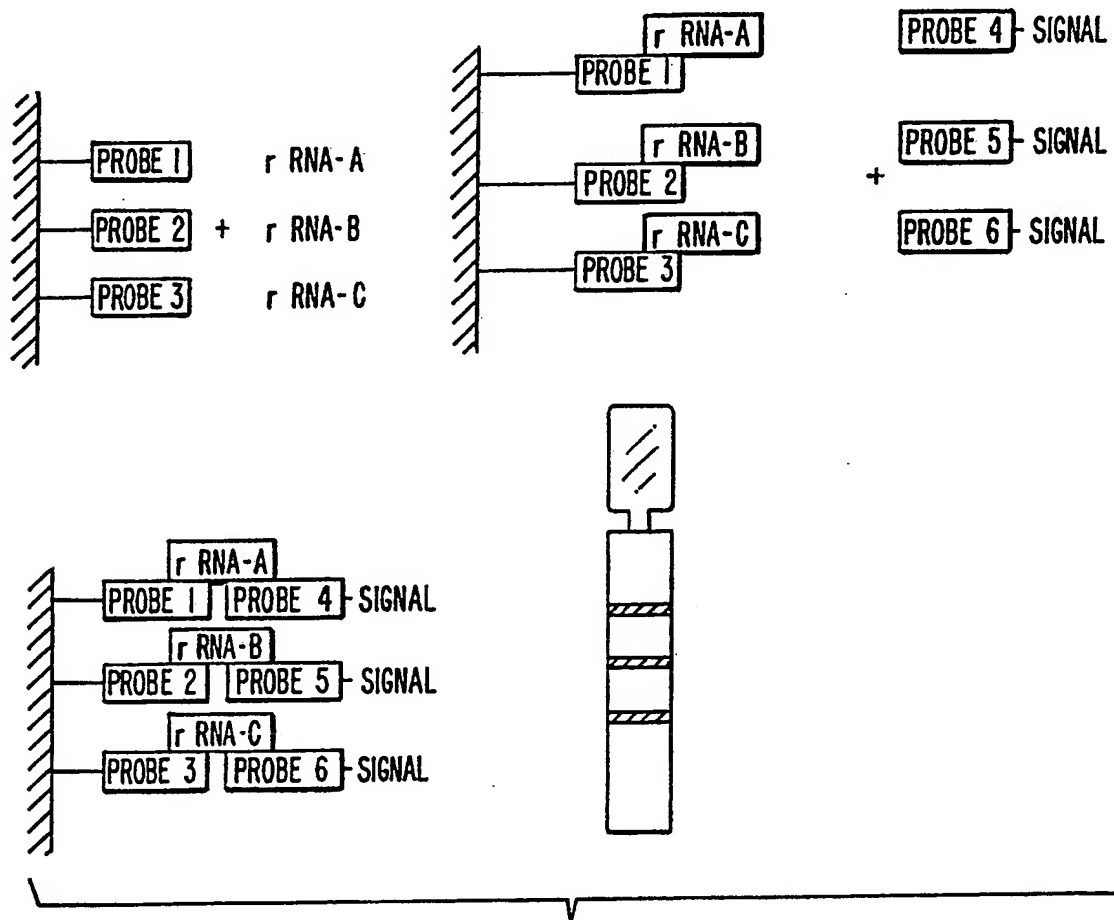 PROBE 1 r RNA-A
PROBE 2 + r RNA-B
PROBE 3 r RNA-C
r RNA-A
PROBE 1
PROBE 4 - SIGNAL
r RNA-B
PROBE 2
+ PROBE 5 - SIGNAL
r RNA-C
PROBE 3
PROBE 6 - SIGNAL
r RNA-A
PROBE 1 PROBE 4 - SIGNAL
r RNA-B
PROBE 2 PROBE 5 - SIGNAL
r RNA-C
PROBE 3 PROBE 6 - SIGNAL